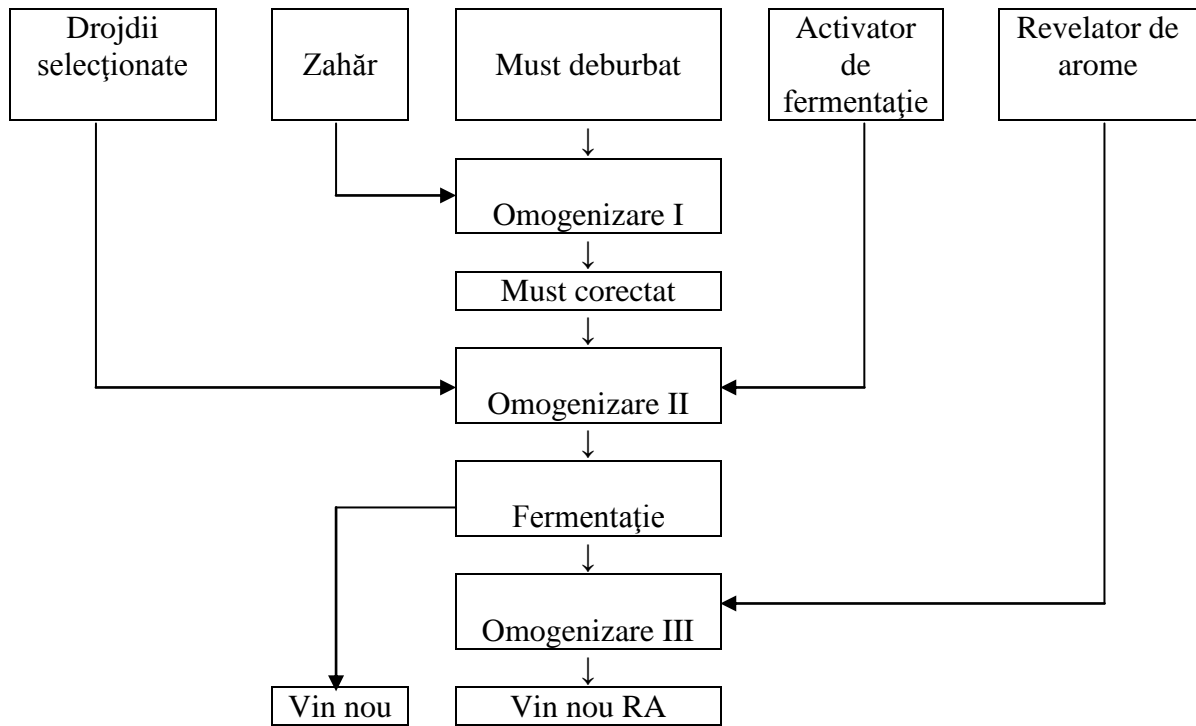 Drojdii
selecţionate
Zahăr
Must deburbat
Activator
de
fermentaţie
Revelator de
arome
↓
Omogenizare I
↓
Must corectat
↓
Omogenizare II
↓
Fermentaţie
↓
Omogenizare III
↓
Vin nou
Vin nou RA